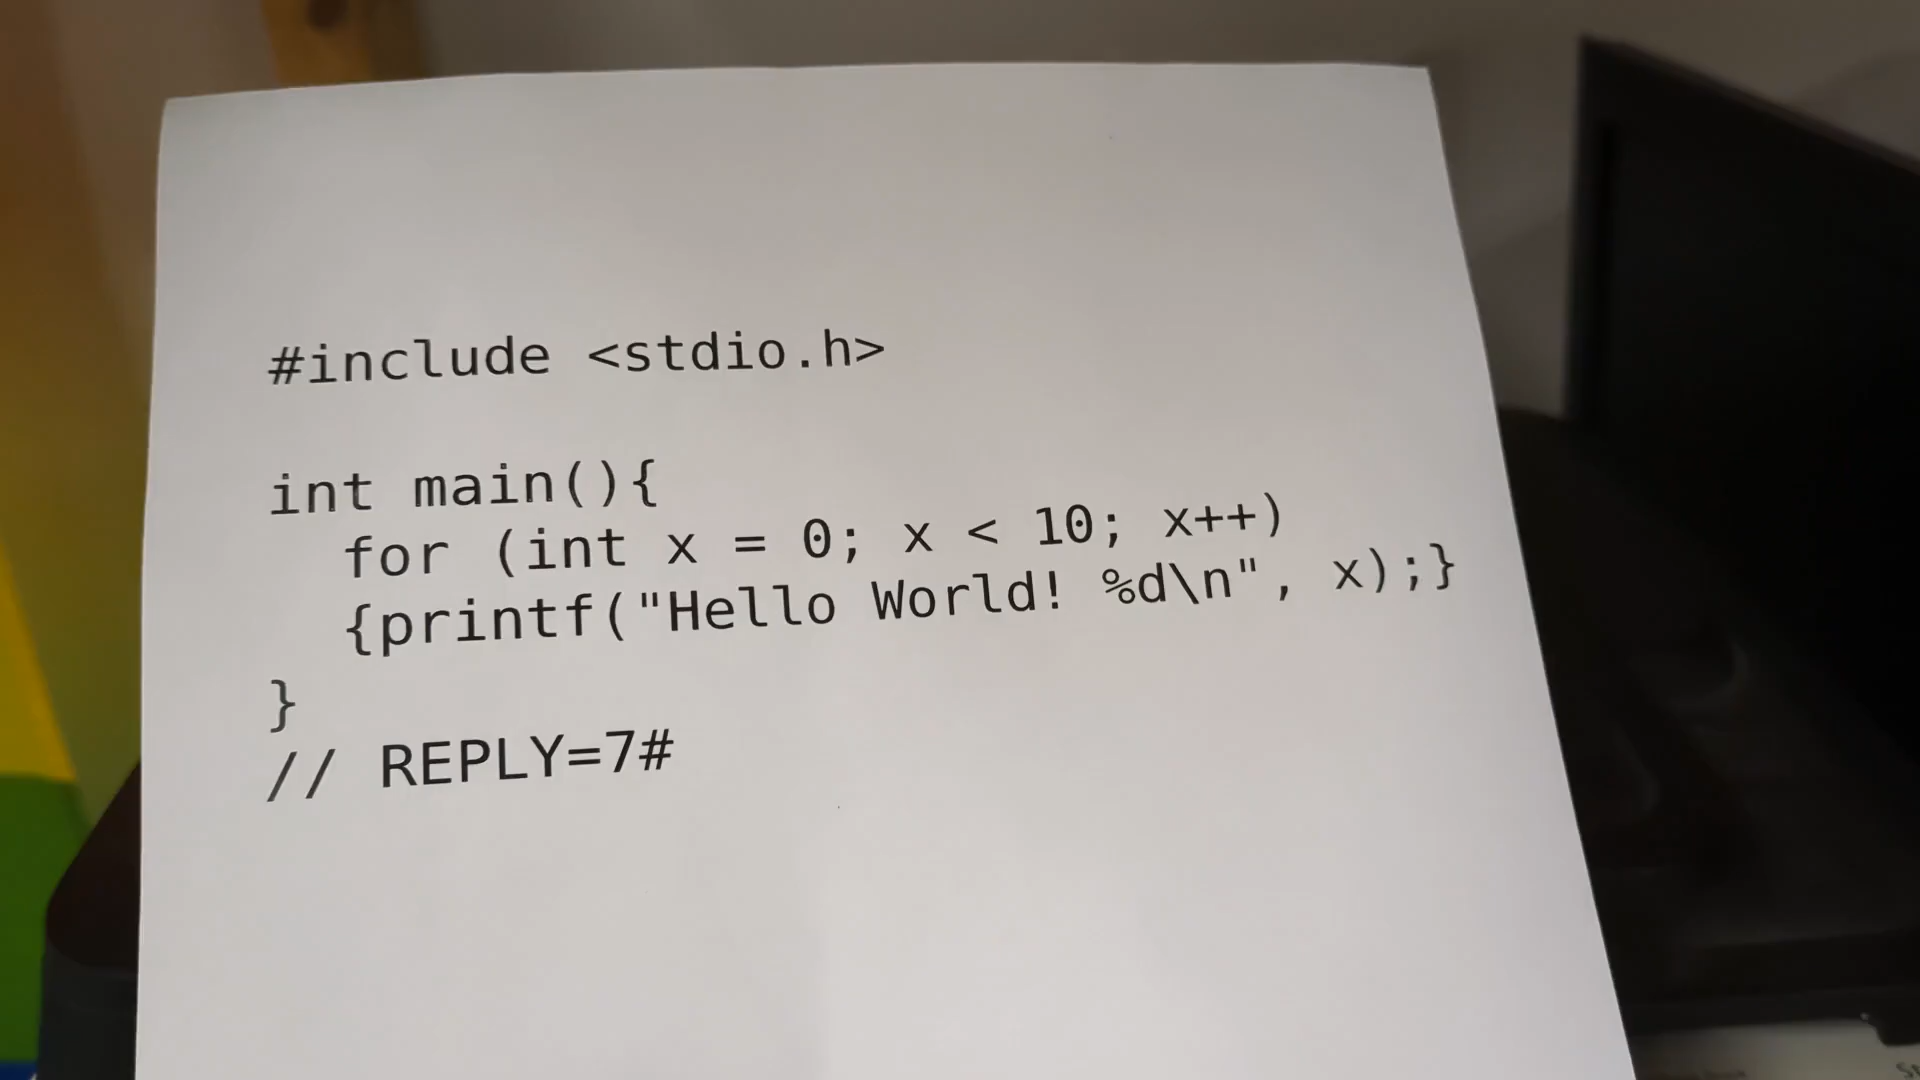 #include <stdio.h>
int main(){
for (int x = 0; x < 10; x++)
{printf("Hello World! %d\n", x);}
}
// REPLY=7#